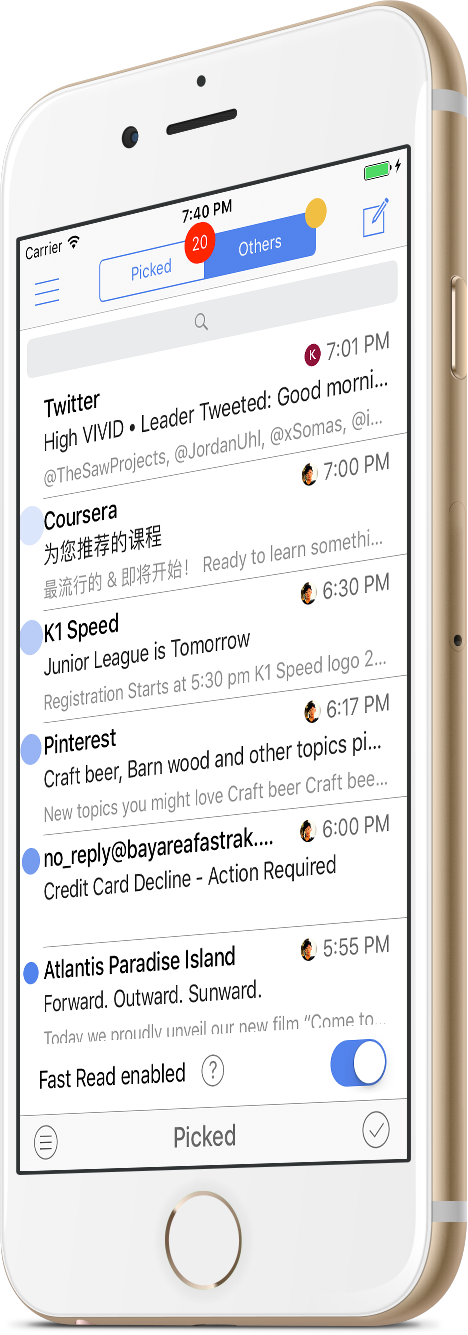 7:40 PM
Carrier
Picked
20
Others
K 7:01 PM
Twitter
High VIVID • Leader Tweeted: Good morni...
@TheSawProjects, @JordanUhl, @xSomas, @i...
7:00 PM
Coursera
为您推荐的课程
最流行的 & 即将开始! Ready to learn somethi...
6:30 PM
K1 Speed
Junior League is Tomorrow
Registration Starts at 5:30 pm K1 Speed logo 2...
6:17 PM
Pinterest
Craft beer, Barn wood and other topics pi...
New topics you might love Craft beer Craft bee...
6:00 PM
no_reply@bayareafastrak....
Credit Card Decline - Action Required
5:55 PM
Atlantis Paradise Island
Forward. Outward. Sunward.
Today we proudly unveil our new film “Come to...
Fast Read enabled ?
Picked